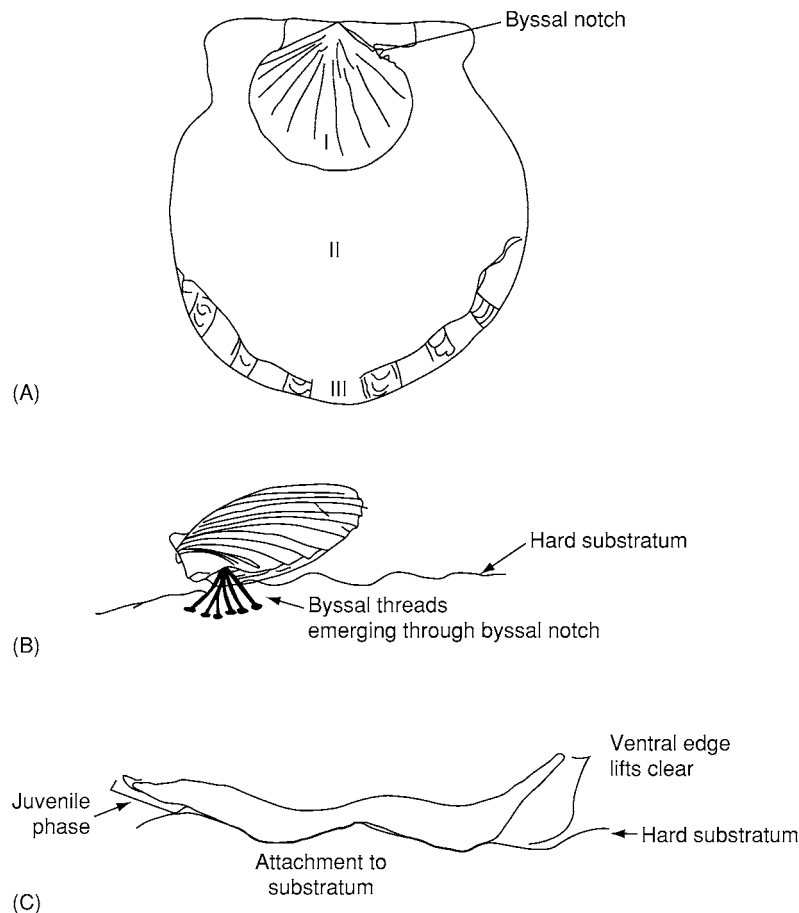 Byssal notch
I
II
III
(A)
Hard substratum
Byssal threads
emerging through byssal notch
(B)
Ventral edge
lifts clear
Juvenile
phase
Hard substratum
Attachment to
substratum
(C)